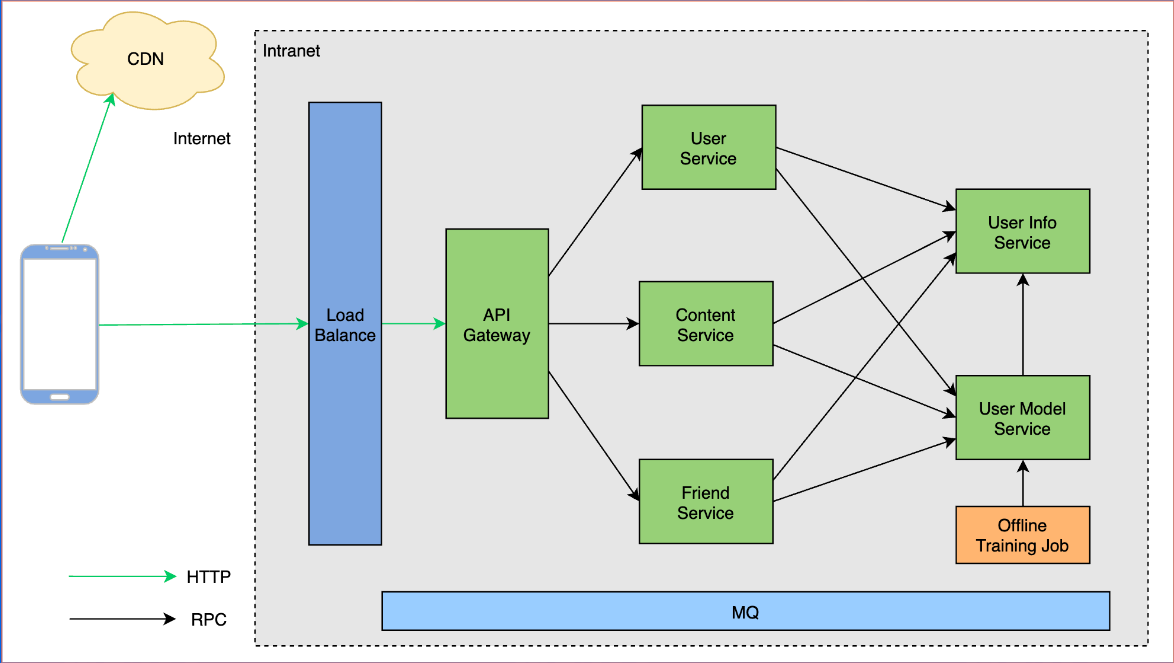 CDN
Intranet
Internet
User
Service
User Info
Service
Load
Balance
API
Gateway
Content
Service
User Model
Service
Friend
Service
Offline
Training Job
HTTP
RPC
MQ